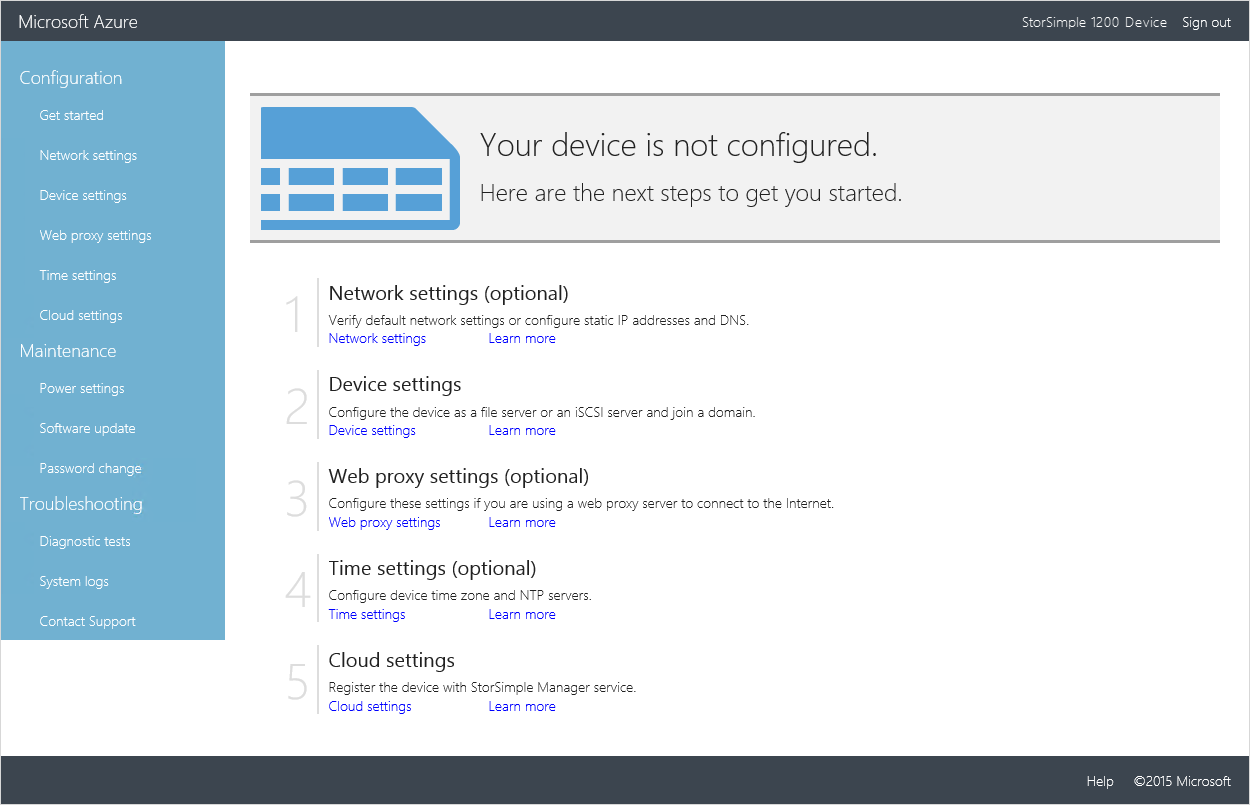 Microsoft Azure
StorSimple 1200 Device Sign out
Configuration
Get started
Network settings
Device settings
Web proxy settings
Time settings
Cloud settings
Maintenance
Power settings
Software update
Password change
Troubleshooting
Diagnostic tests
System logs
Contact Support
Your device is not configured.
Here are the next steps to get you started.
1
Network settings (optional)
Verify default network settings or configure static IP addresses and DNS.
Network settings Learn more
2
Device settings
Configure the device as a file server or an iSCSI server and join a domain.
Device settings Learn more
3
Web proxy settings (optional)
Configure these settings if you are using a web proxy server to connect to the Internet.
Web proxy settings Learn more
4
Time settings (optional)
Configure device time zone and NTP servers.
Time settings Learn more
5
Cloud settings
Register the device with StorSimple Manager service.
Cloud settings Learn more
Help ©2015 Microsoft